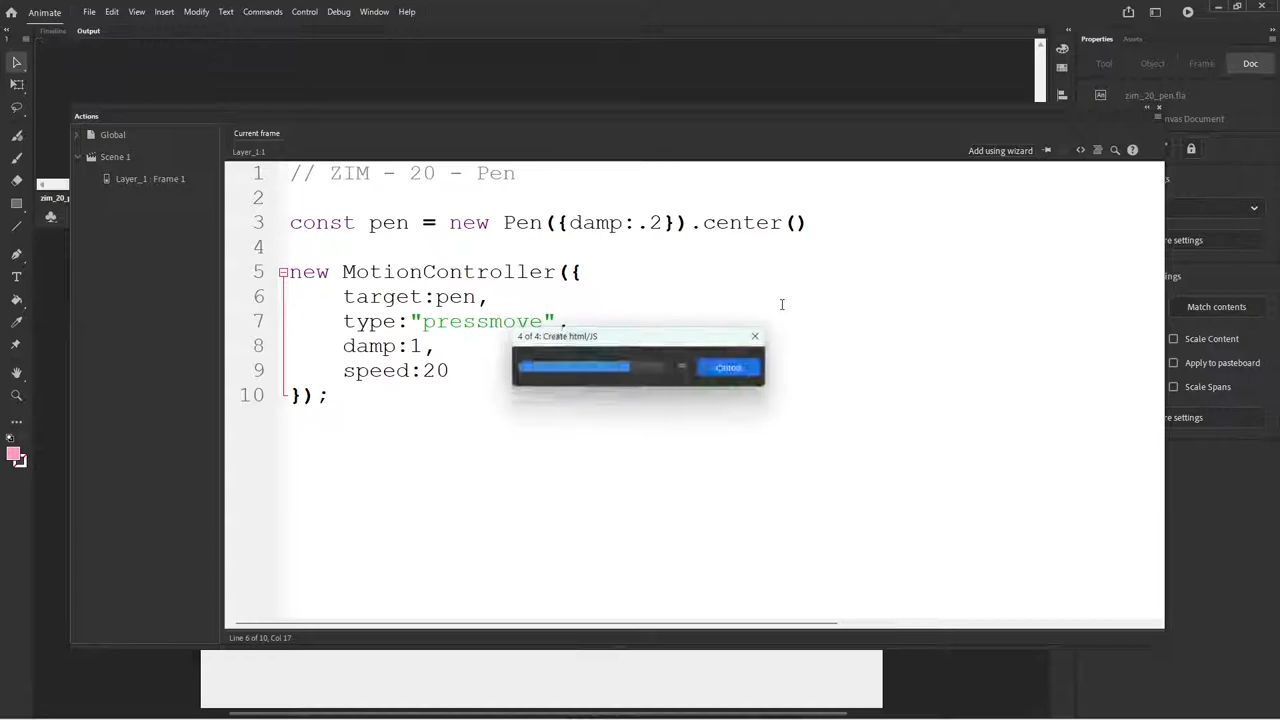 Animate File Edit View Insert Modify Text Commands Control Debug Window Help
Timeline Output
Properties Assets
Tool Object Frame Doc
An zim_20_pen.fla
nvas Document
Actions
Global
Scene 1
Layer_1 : Frame 1
Current frame
Layer_1:1
Add using wizard
1 // ZIM - 20 - Pen
2
3 const pen = new Pen({damp:.2}).center()
4
5 new MotionController({
6 target:pen,
7 type:"pressmove",
8 damp:1,
9 speed:20
10 });
4 of 4: Create html/JS
Cancel
zim_20_p
re settings
Match contents
Scale Content
Apply to pasteboard
Scale Spans
re settings
Line 6 of 10, Col 17